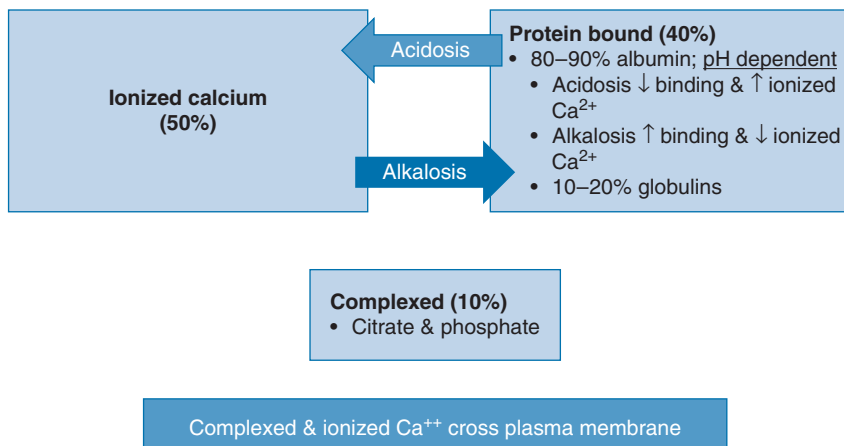 Ionized calcium
(50%)
Acidosis
Alkalosis
Protein bound (40%)
• 80–90% albumin; pH dependent
• Acidosis ↓ binding & ↑ ionized
Ca²⁺
• Alkalosis ↑ binding & ↓ ionized
Ca²⁺
• 10–20% globulins
Complexed (10%)
• Citrate & phosphate
Complexed & ionized Ca⁺⁺ cross plasma membrane